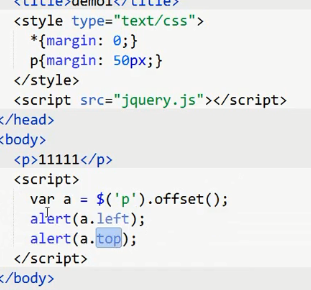 <title>demo1</title>
<style type="text/css">
*{margin: 0;}
p{margin: 50px;}
</style>
<script src="jquery.js"></script>
</head>
<body>
<p>11111</p>
<script>
var a = $('p').offset();
alert(a.left);
alert(a.top);
</script>
</body>